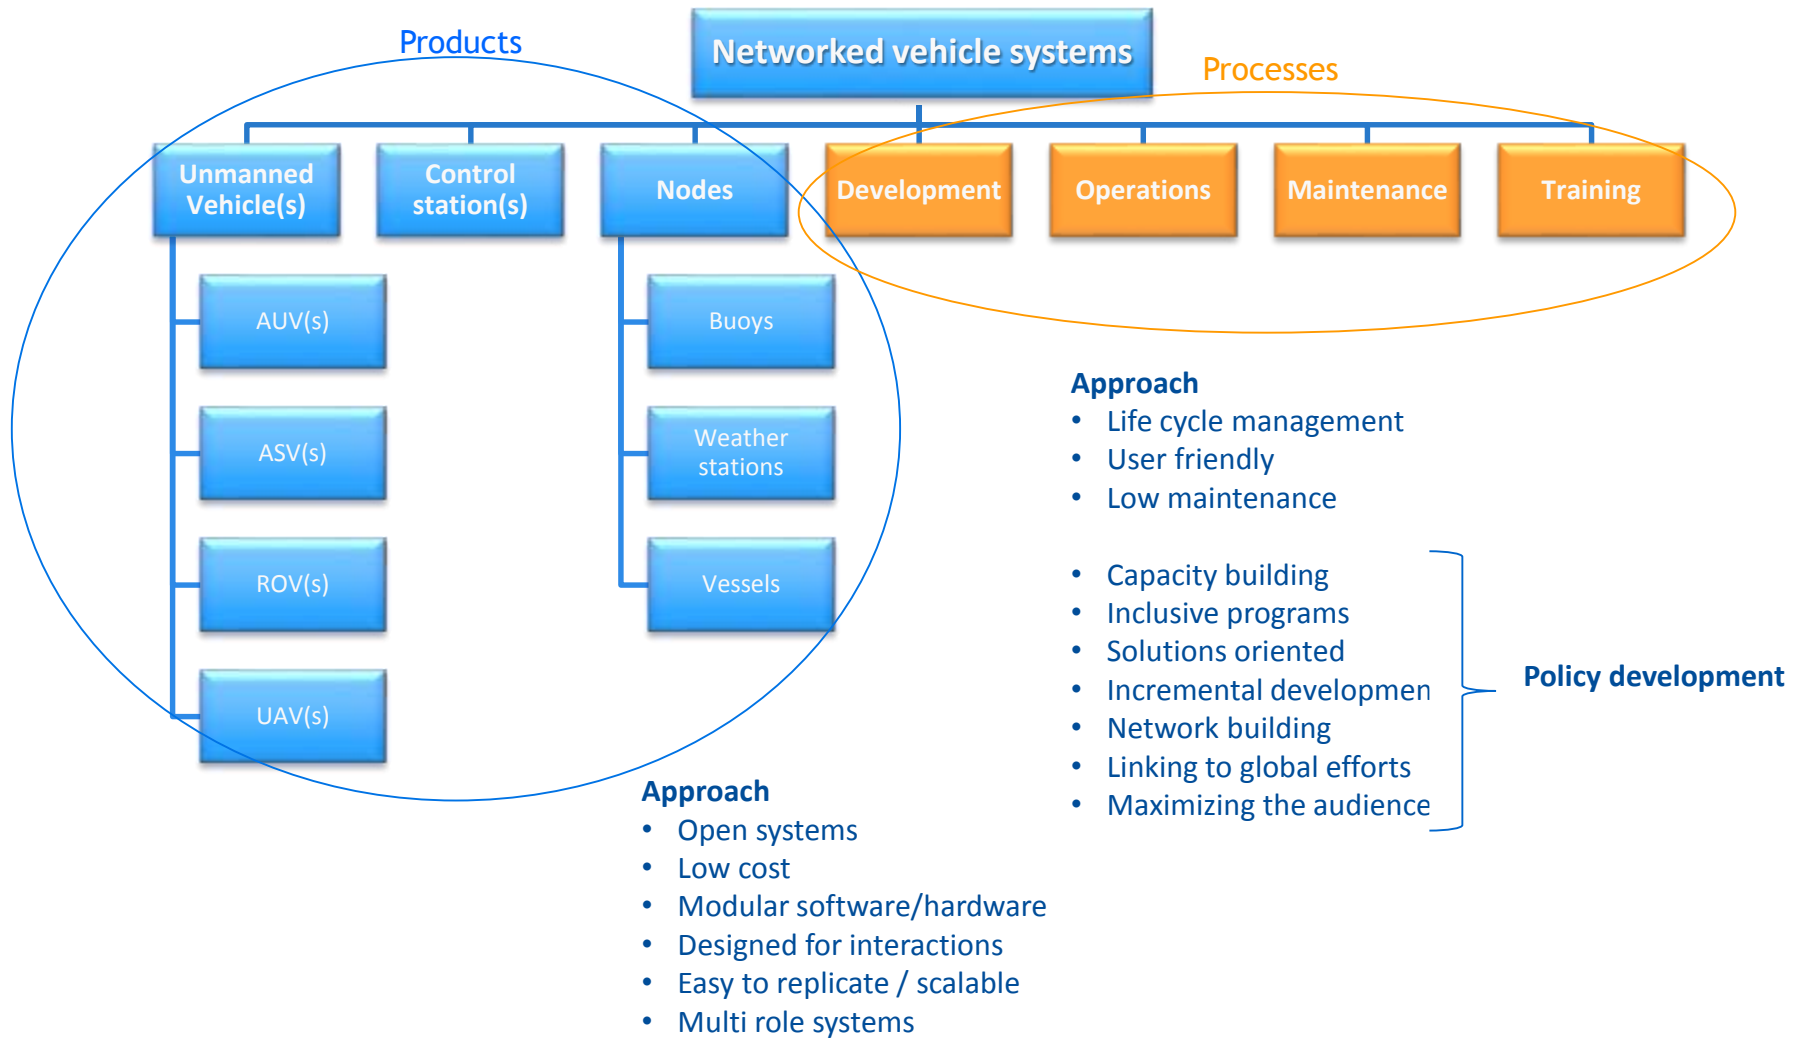 Products
Networked vehicle systems
Processes
Unmanned
Vehicle(s)
Control
station(s)
Nodes
Development
Operations
Maintenance
Training
AUV(s)
ASV(s)
ROV(s)
UAV(s)
Buoys
Weather
stations
Vessels
Approach
• Life cycle management
• User friendly
• Low maintenance
• Capacity building
• Inclusive programs
• Solutions oriented
• Incremental developmen
• Network building
• Linking to global efforts
• Maximizing the audience
Policy development
Approach
• Open systems
• Low cost
• Modular software/hardware
• Designed for interactions
• Easy to replicate / scalable
• Multi role systems